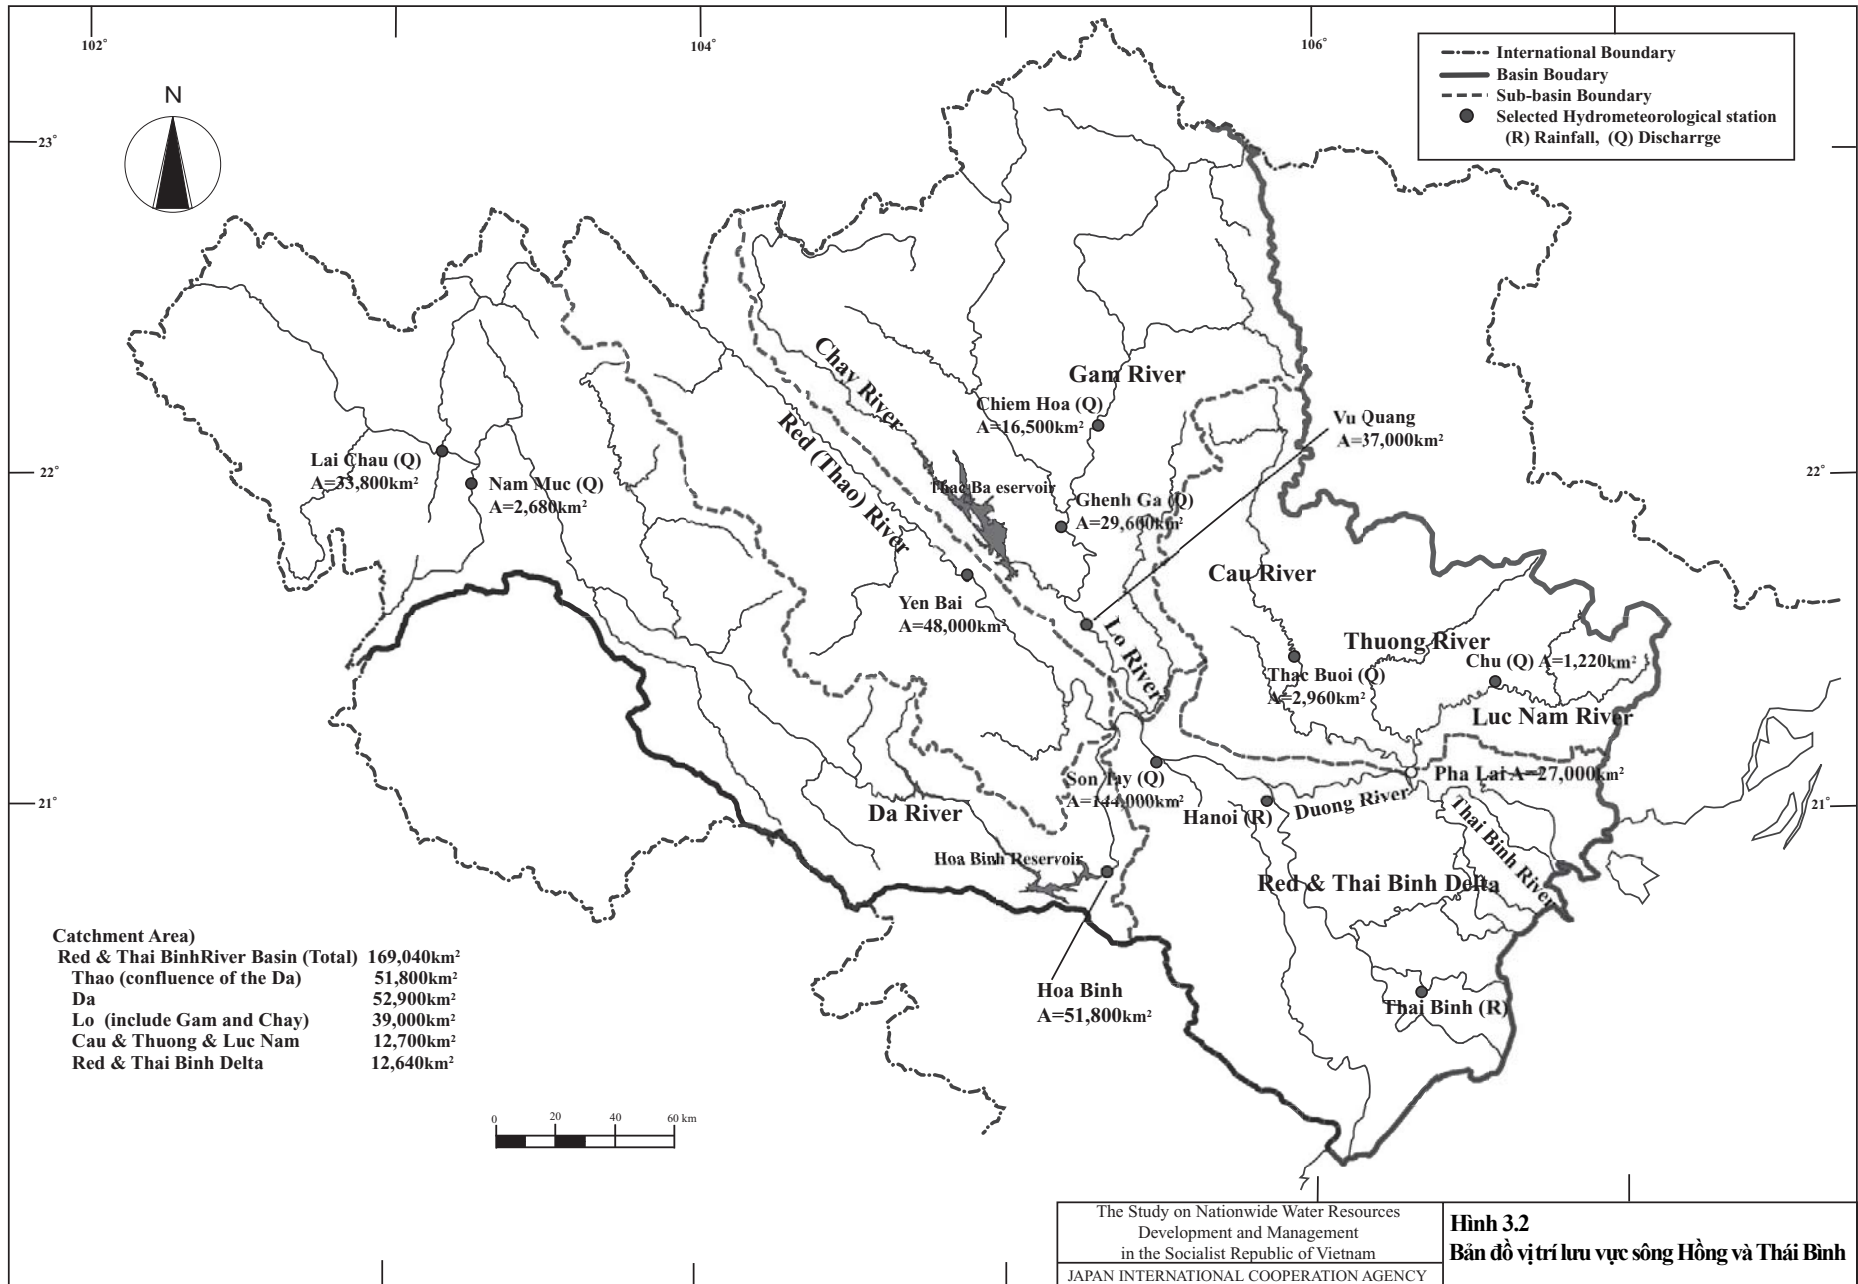 102°
104°
106°
International Boundary
Basin Boudary
Sub-basin Boundary
Selected Hydrometeorological station
(R) Rainfall, (Q) Discharrge
N
23°
Chay River
Gam River
Chiem Hoa (Q)
A=16,500km²
Vu Quang
A=37,000km²
Red (Thao) River
Lai Chau (Q)
A=33,800km²
22°
22°
Nam Muc (Q)
A=2,680km²
Thac Ba eservoir
Ghenh Ga (Q)
A=29,600km²
Cau River
Yen Bai
A=48,000km²
Lo River
Thuong River
Chu (Q) A=1,220km²
Thac Buoi (Q)
A=2,960km²
Luc Nam River
Son Tay (Q)
A=144,000km²
Pha Lai A=27,000km²
21°
21°
Da River
Hanoi (R)
Duong River
Thai Binh River
Hoa Binh Reservoir
Red & Thai Binh Delta
Catchment Area)
Red & Thai BinhRiver Basin (Total) 169,040km²
Thao (confluence of the Da) 51,800km²
Da 52,900km²
Lo (include Gam and Chay) 39,000km²
Cau & Thuong & Luc Nam 12,700km²
Red & Thai Binh Delta 12,640km²
Hoa Binh
A=51,800km²
Thai Binh (R)
0 20 40 60 km
The Study on Nationwide Water Resources
Development and Management
in the Socialist Republic of Vietnam
JAPAN INTERNATIONAL COOPERATION AGENCY
Hình 3.2
Bản đồ vị trí lưu vực sông Hồng và Thái Bình